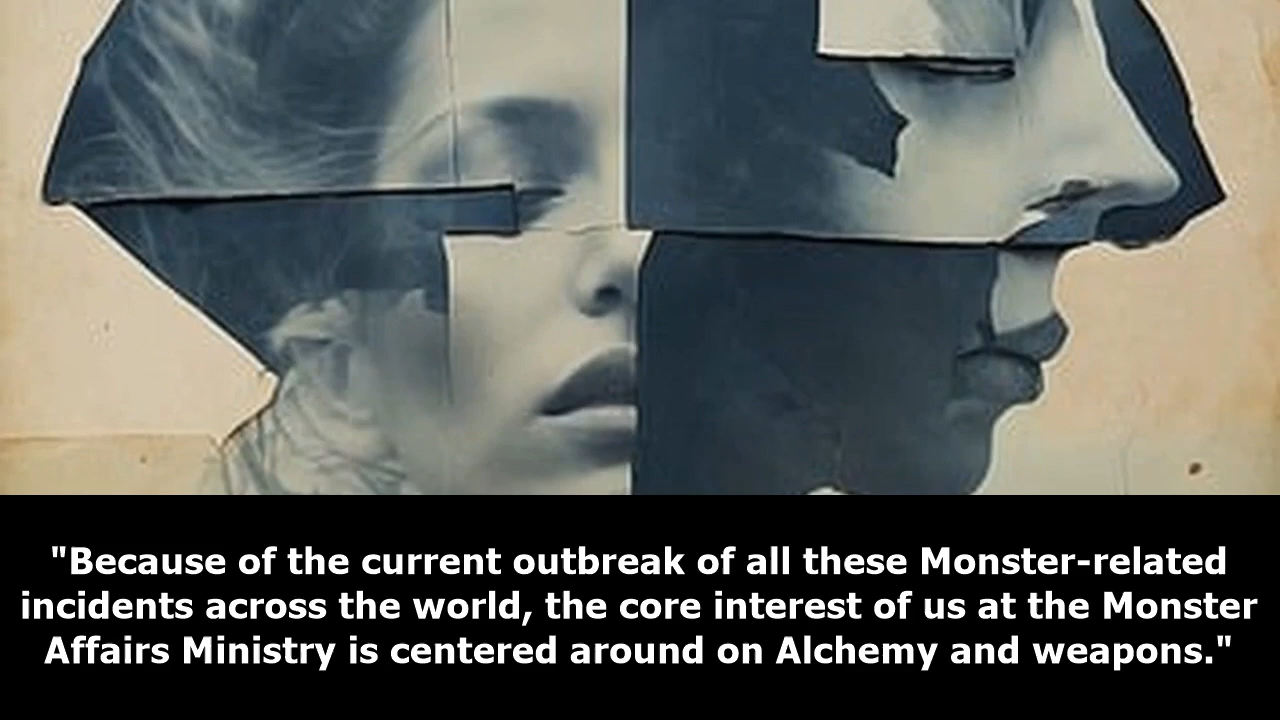 "Because of the current outbreak of all these Monster-related
incidents across the world, the core interest of us at the Monster
Affairs Ministry is centered around on Alchemy and weapons."